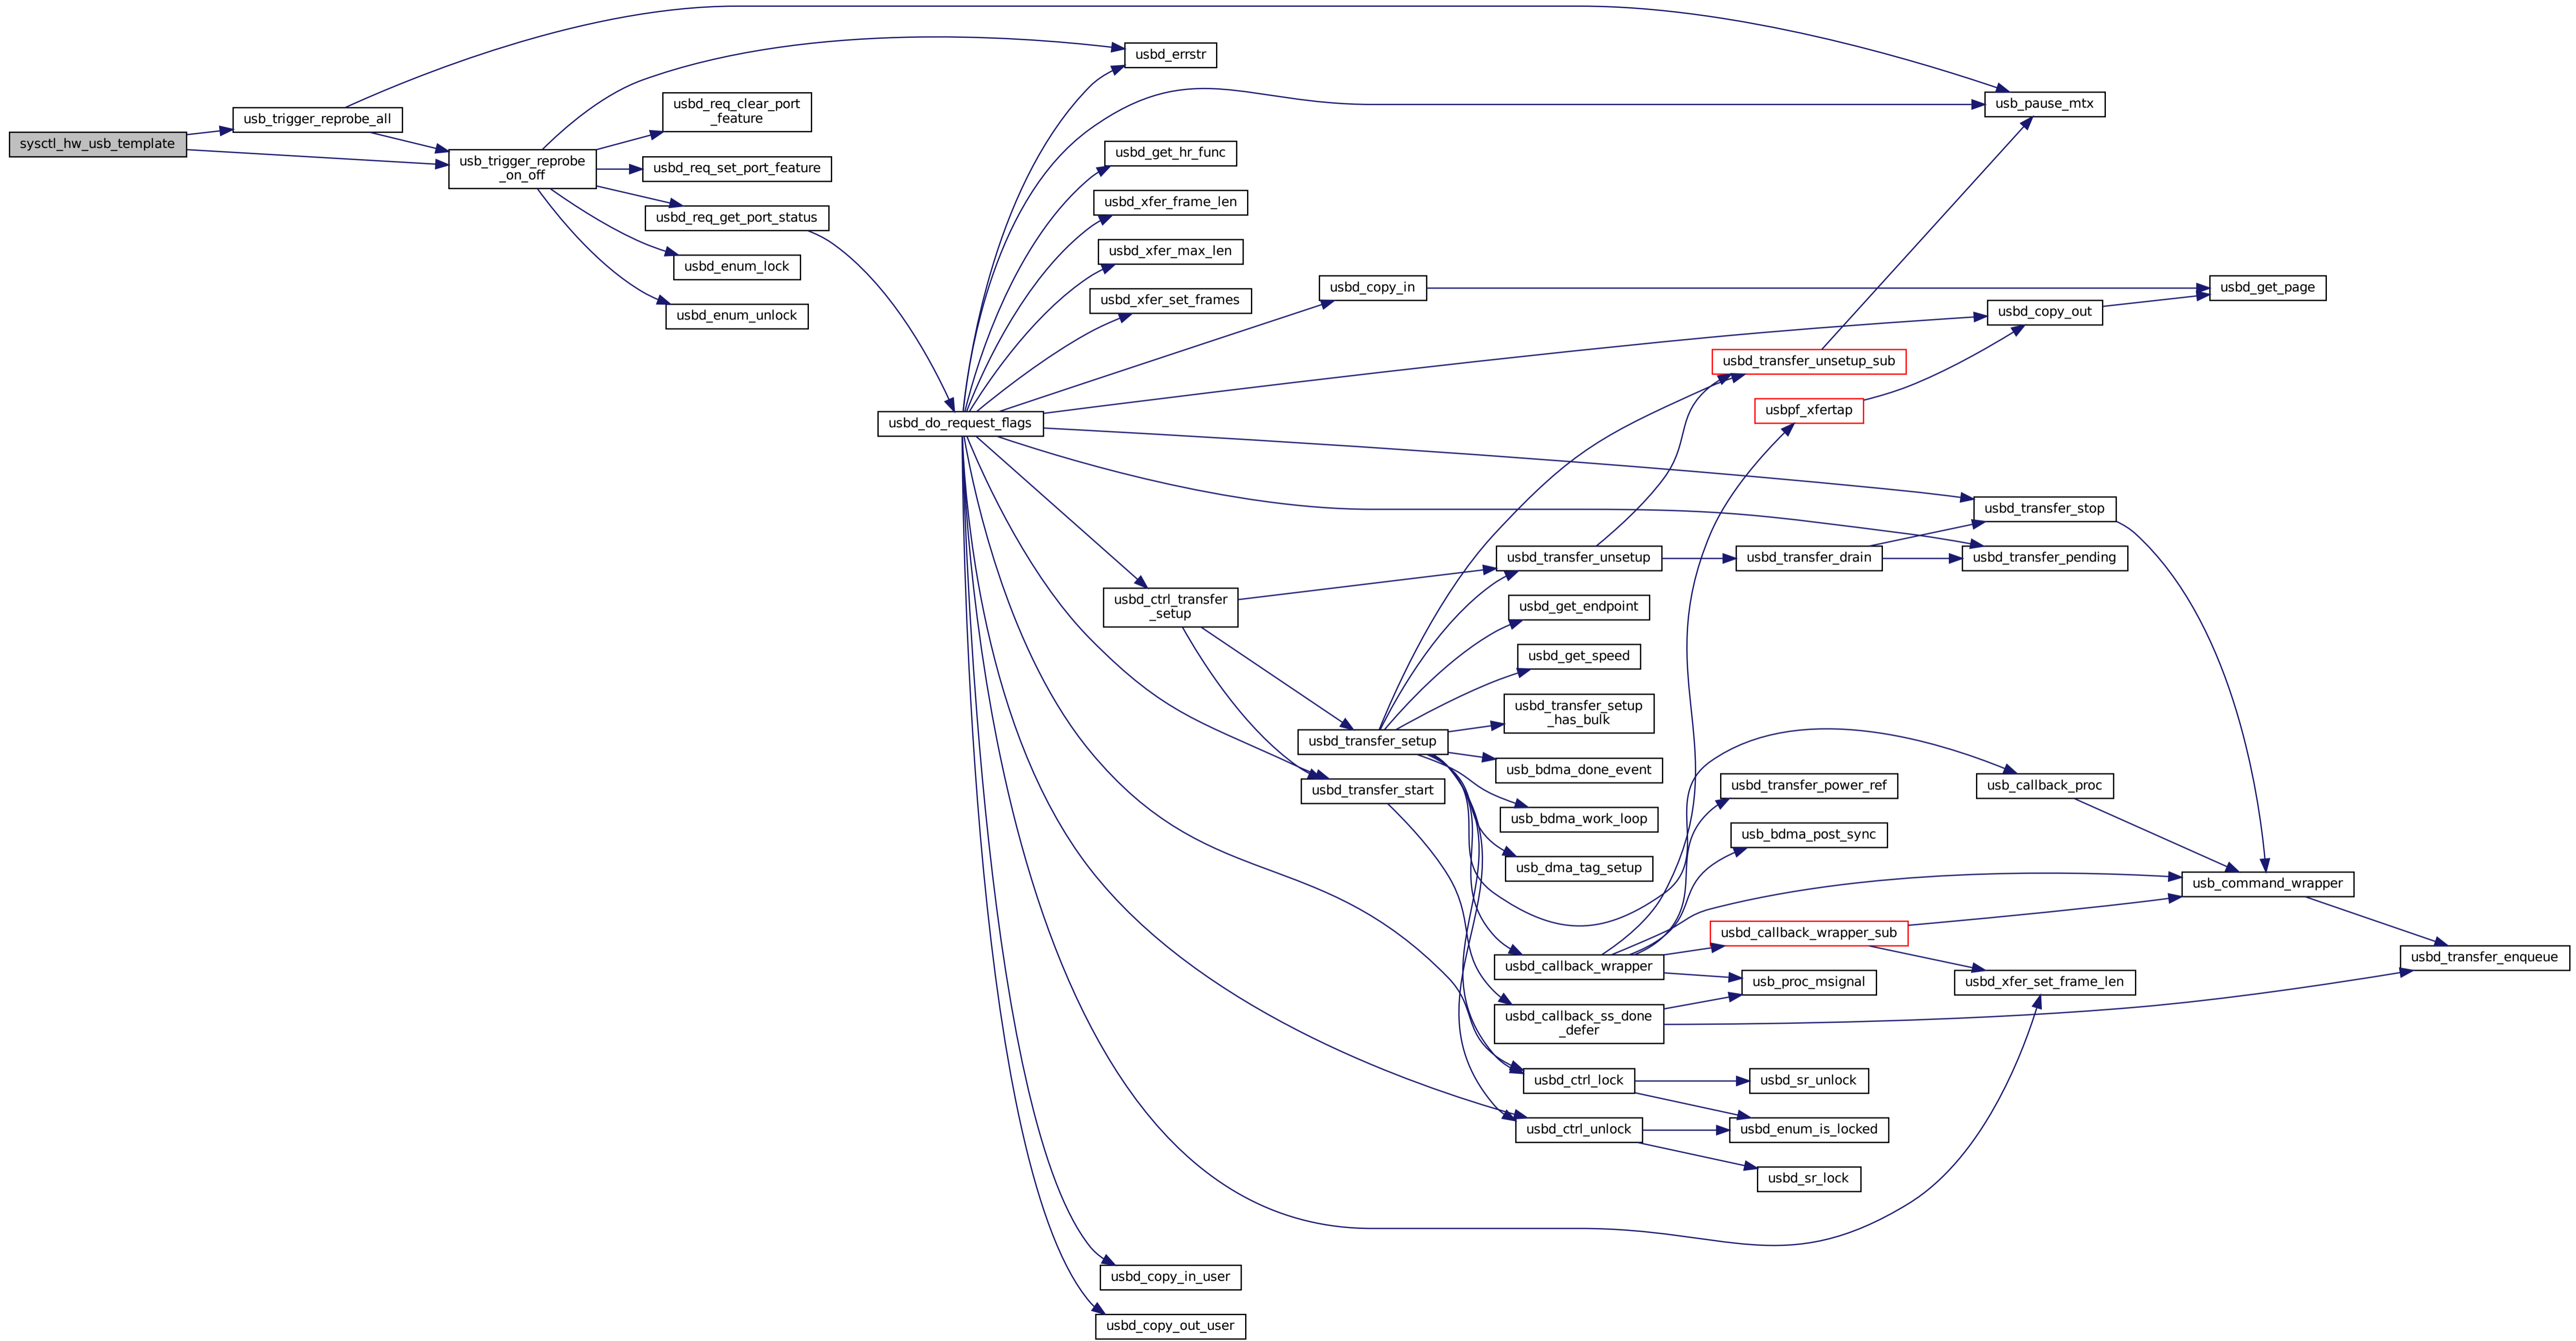 sysctl_hw_usb_template
usb_trigger_reprobe_all
usb_trigger_reprobe
_on_off
usbd_errstr
usbd_req_clear_port
_feature
usbd_req_set_port_feature
usbd_req_get_port_status
usbd_enum_lock
usbd_enum_unlock
usbd_do_request_flags
usb_pause_mtx
usbd_get_hr_func
usbd_xfer_frame_len
usbd_xfer_max_len
usbd_xfer_set_frames
usbd_copy_in
usbd_get_page
usbd_copy_out
usbd_transfer_unsetup_sub
usbpf_xfertap
usbd_transfer_stop
usbd_transfer_unsetup
usbd_transfer_drain
usbd_transfer_pending
usbd_ctrl_transfer
_setup
usbd_get_endpoint
usbd_get_speed
usbd_transfer_setup
_has_bulk
usbd_transfer_setup
usb_bdma_done_event
usbd_transfer_start
usbd_transfer_power_ref
usb_callback_proc
usb_bdma_work_loop
usb_bdma_post_sync
usb_dma_tag_setup
usb_command_wrapper
usbd_callback_wrapper_sub
usbd_transfer_enqueue
usbd_callback_wrapper
usb_proc_msignal
usbd_xfer_set_frame_len
usbd_callback_ss_done
_defer
usbd_ctrl_lock
usbd_sr_unlock
usbd_ctrl_unlock
usbd_enum_is_locked
usbd_sr_lock
usbd_copy_in_user
usbd_copy_out_user